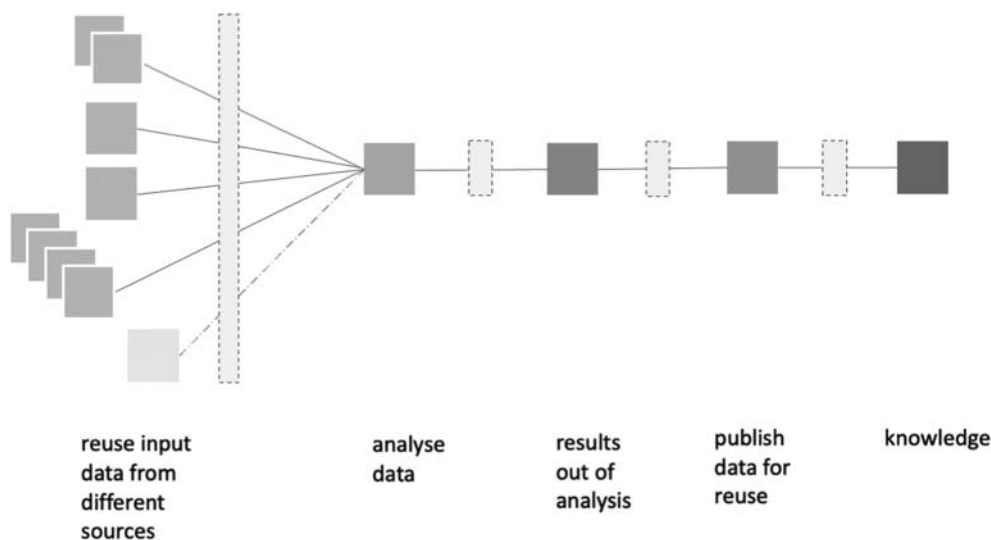 reuse input
data from
different
sources
analyse
data
results
out of
analysis
publish
data for
reuse
knowledge